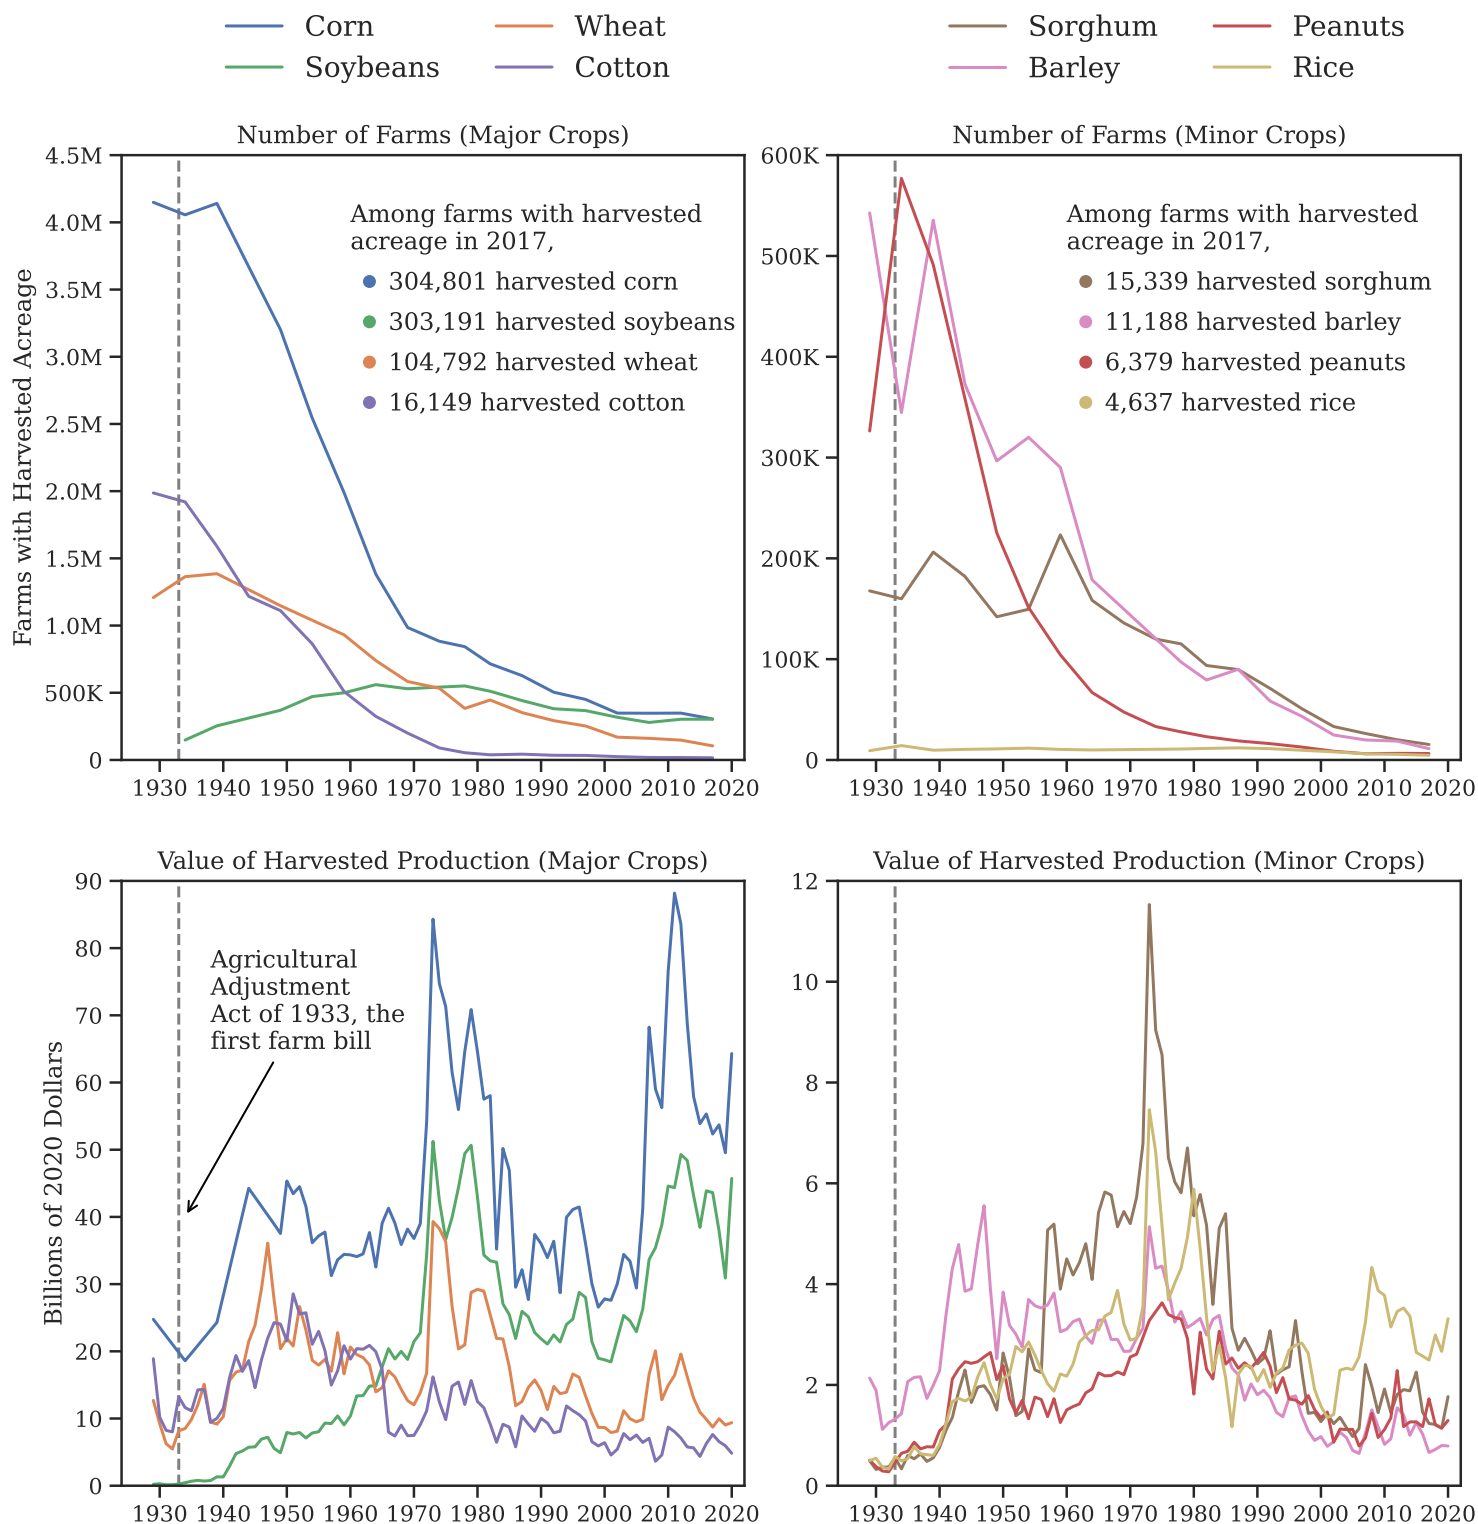 Corn
Wheat
Soybeans
Cotton
Sorghum
Peanuts
Barley
Rice
Number of Farms (Major Crops)
Farms with Harvested Acreage
4.5M
4.0M
3.5M
3.0M
2.5M
2.0M
1.5M
1.0M
500K
0
Among farms with harvested
acreage in 2017,
304,801 harvested corn
303,191 harvested soybeans
104,792 harvested wheat
16,149 harvested cotton
1930 1940 1950 1960 1970 1980 1990 2000 2010 2020
Number of Farms (Minor Crops)
600K
500K
400K
300K
200K
100K
0
Among farms with harvested
acreage in 2017,
15,339 harvested sorghum
11,188 harvested barley
6,379 harvested peanuts
4,637 harvested rice
1930 1940 1950 1960 1970 1980 1990 2000 2010 2020
Value of Harvested Production (Major Crops)
Billions of 2020 Dollars
90
80
70
60
50
40
30
20
10
0
Agricultural
Adjustment
Act of 1933, the
first farm bill
1930 1940 1950 1960 1970 1980 1990 2000 2010 2020
Value of Harvested Production (Minor Crops)
12
10
8
6
4
2
0
1930 1940 1950 1960 1970 1980 1990 2000 2010 2020